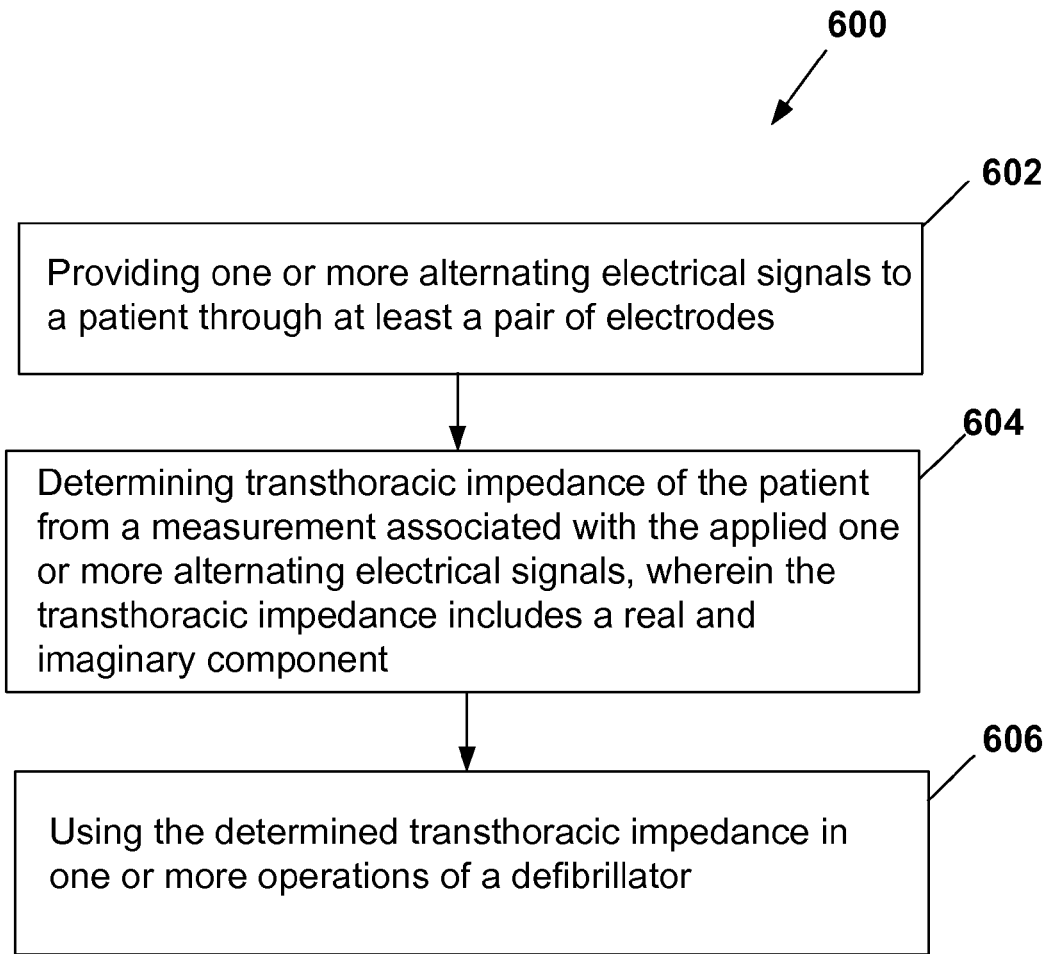 600
602
Providing one or more alternating electrical signals to
a patient through at least a pair of electrodes
604
Determining transthoracic impedance of the patient
from a measurement associated with the applied one
or more alternating electrical signals, wherein the
transthoracic impedance includes a real and
imaginary component
606
Using the determined transthoracic impedance in
one or more operations of a defibrillator